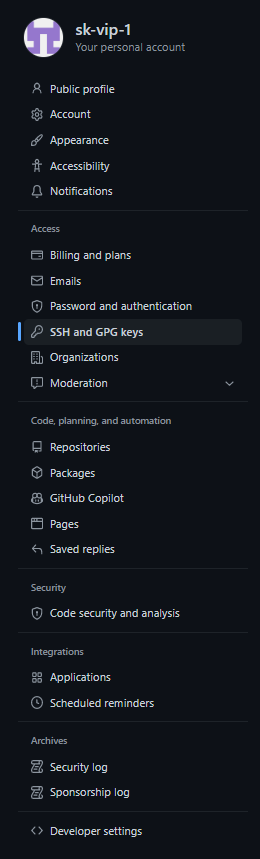 sk-vip-1
Your personal account
Public profile
Account
Appearance
Accessibility
Notifications
Access
Billing and plans
Emails
Password and authentication
SSH and GPG keys
Organizations
Moderation
Code, planning, and automation
Repositories
Packages
GitHub Copilot
Pages
Saved replies
Security
Code security and analysis
Integrations
Applications
Scheduled reminders
Archives
Security log
Sponsorship log
Developer settings